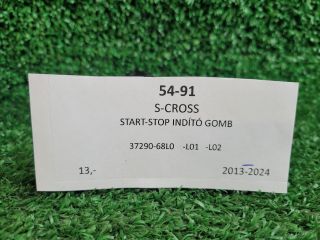 54-91
S-CROSS
START-STOP INDÍTÓ GOMB
37290-68L0 -L01 -L02
13,- 2013-2024